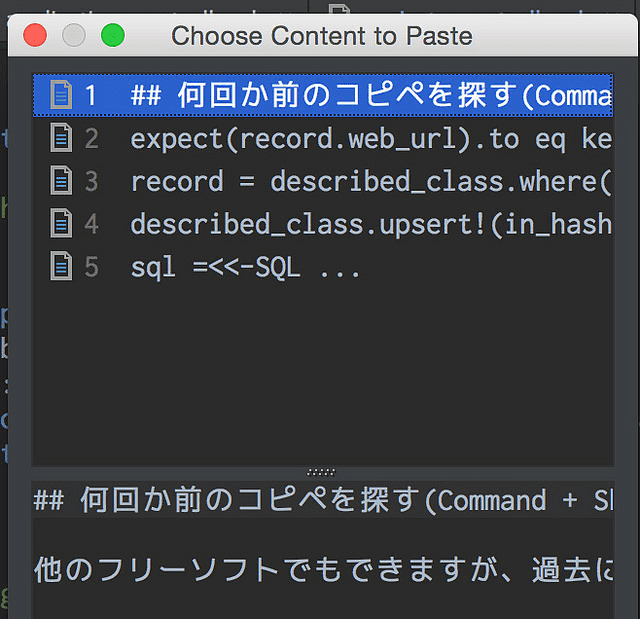 Choose Content to Paste
1 ## 何回か前のコピペを探す(Comma
2 expect(record.web_url).to eq ke
3 record = described_class.where(
4 described_class.upsert!(in_hash
5 sql =<<-SQL ...
## 何回か前のコピペを探す(Command + Sh
他のフリーソフトでもできますが、過去に